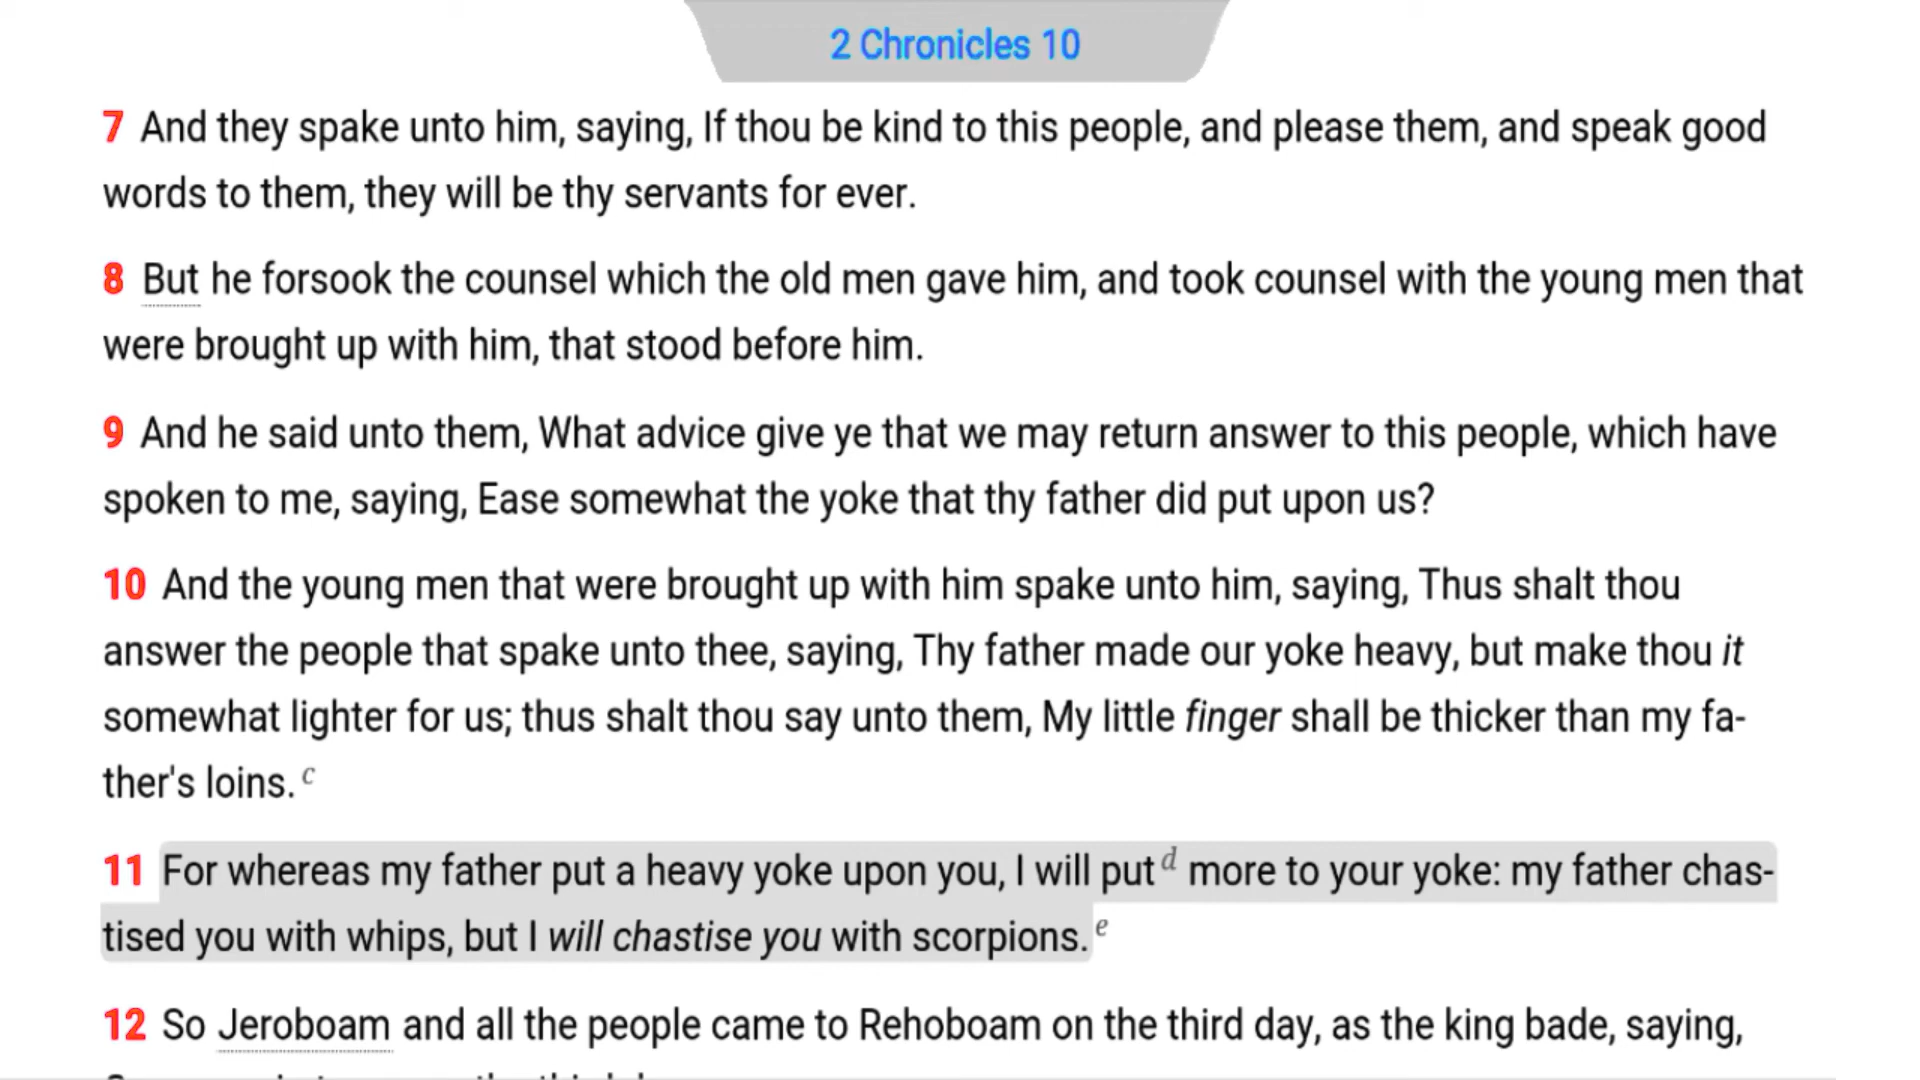 2 Chronicles 10
7 And they spake unto him, saying, If thou be kind to this people, and please them, and speak good
words to them, they will be thy servants for ever.
8 But he forsook the counsel which the old men gave him, and took counsel with the young men that
were brought up with him, that stood before him.
9 And he said unto them, What advice give ye that we may return answer to this people, which have
spoken to me, saying, Ease somewhat the yoke that thy father did put upon us?
10 And the young men that were brought up with him spake unto him, saying, Thus shalt thou
answer the people that spake unto thee, saying, Thy father made our yoke heavy, but make thou it
somewhat lighter for us; thus shalt thou say unto them, My little finger shall be thicker than my fa-
ther's loins. c
11 For whereas my father put a heavy yoke upon you, I will put d more to your yoke: my father chas-
tised you with whips, but I will chastise you with scorpions. e
12 So Jeroboam and all the people came to Rehoboam on the third day, as the king bade, saying,